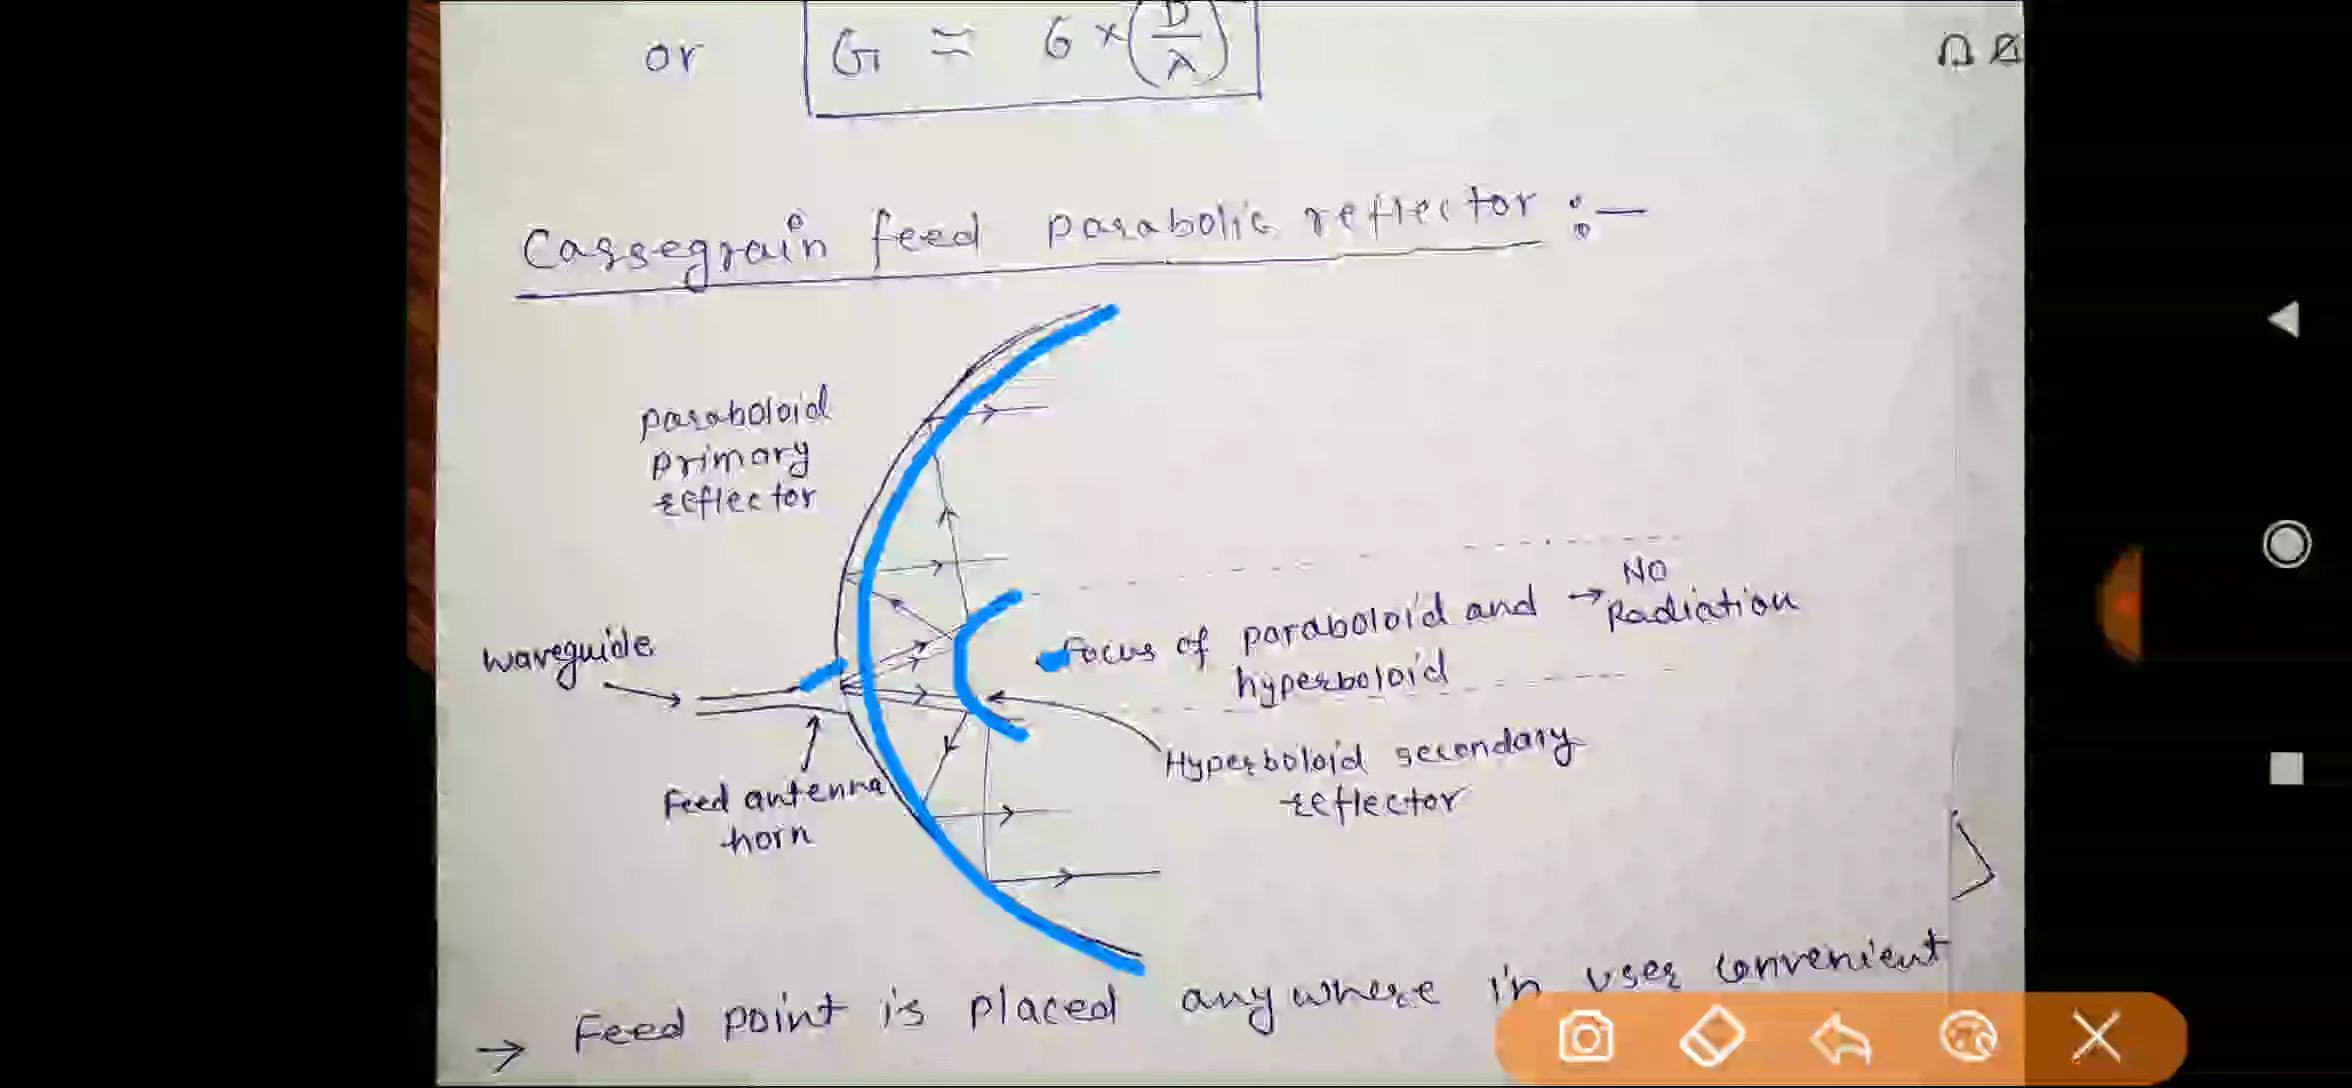 or G ≈ 6 × (D/λ)
Cassegrain feed parabolic reflector :-
paraboloid
primary
reflector
NO
focus of paraboloid and → Radiation
hyperboloid
waveguide
Hyperboloid secondary
reflector
Feed antenna
horn
→ Feed point is placed anywhere in user convenient